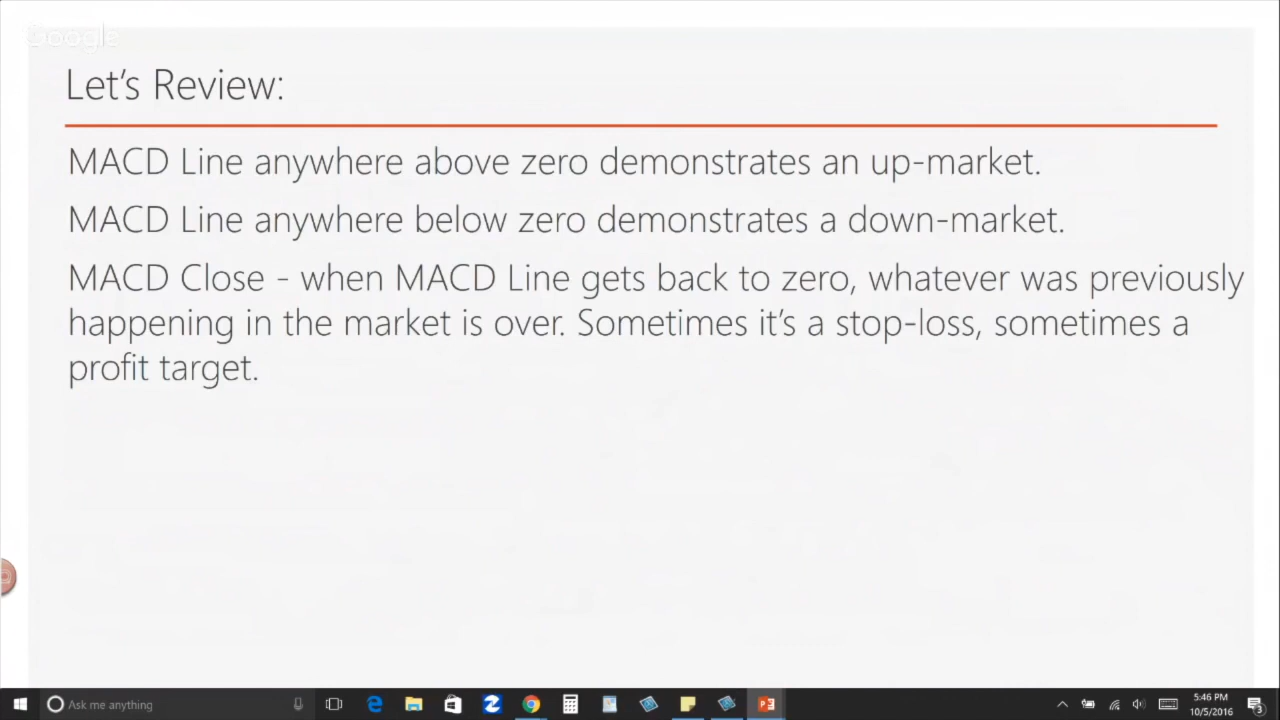 Google
Let's Review:
MACD Line anywhere above zero demonstrates an up-market.
MACD Line anywhere below zero demonstrates a down-market.
MACD Close - when MACD Line gets back to zero, whatever was previously
happening in the market is over. Sometimes it's a stop-loss, sometimes a
profit target.
Ask me anything
5:46 PM
10/5/2016
3